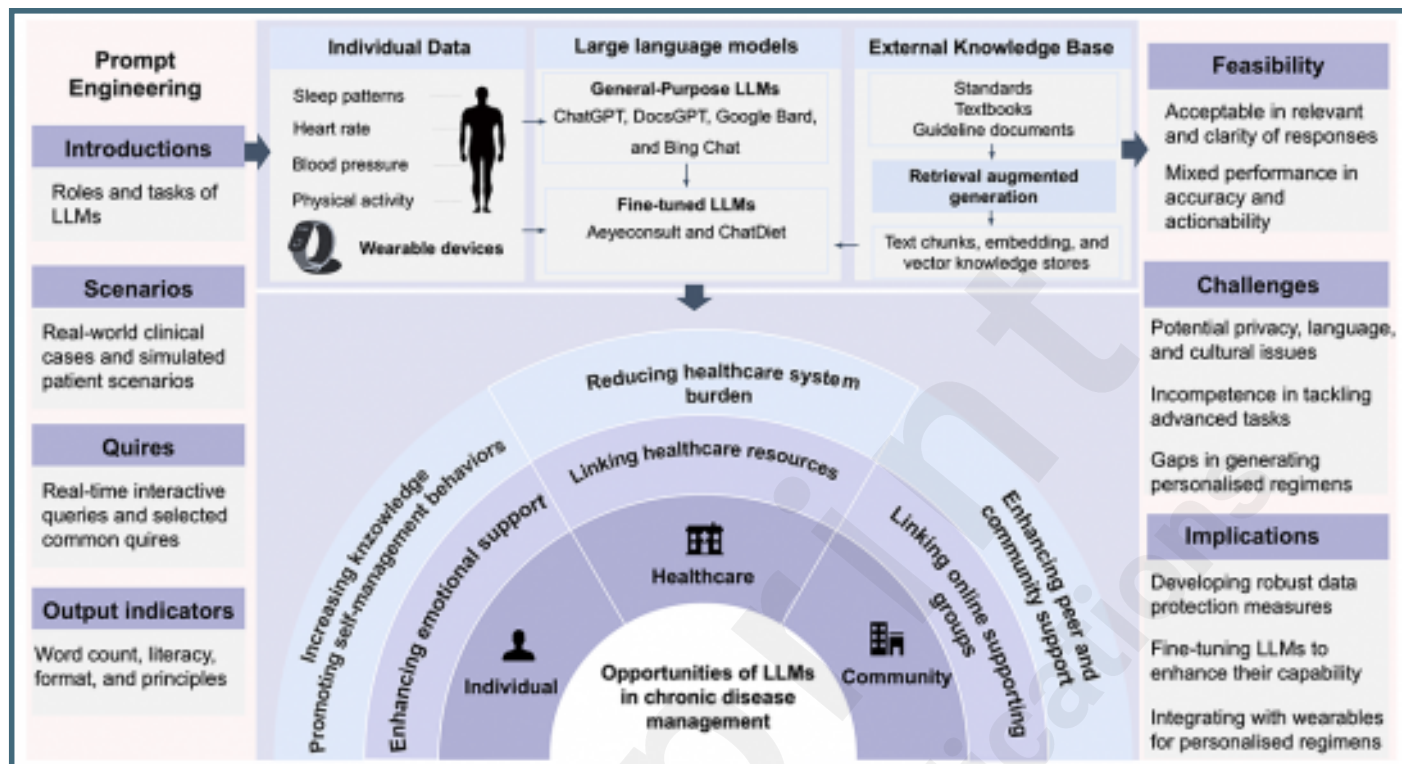 Prompt
Engineering
Introductions
Roles and tasks of
LLMs
Scenarios
Real-world clinical
cases and simulated
patient scenarios
Quires
Real-time interactive
queries and selected
common quires
Output indicators
Word count, literacy,
format, and principles
Individual Data
Sleep patterns
Heart rate
Blood pressure
Physical activity
Wearable devices
Large language models
General-Purpose LLMs
ChatGPT, DocsGPT, Google Bard,
and Bing Chat
Fine-tuned LLMs
Aeyeconsult and ChatDiet
External Knowledge Base
Standards
Textbooks
Guideline documents
Retrieval augmented
generation
Text chunks, embedding, and
vector knowledge stores
Increasing knzowledge
Promoting self-management behaviors
Enhancing emotional support
Individual
Reducing healthcare system
burden
Linking healthcare resources
Healthcare
Enhancing peer and
community support
Linking online supporting
groups
Community
Opportunities of LLMs
in chronic disease
management
Feasibility
Acceptable in relevant
and clarity of responses
Mixed performance in
accuracy and
actionability
Challenges
Potential privacy, language,
and cultural issues
Incompetence in tackling
advanced tasks
Gaps in generating
personalised regimens
Implications
Developing robust data
protection measures
Fine-tuning LLMs to
enhance their capability
Integrating with wearables
for personalised regimens